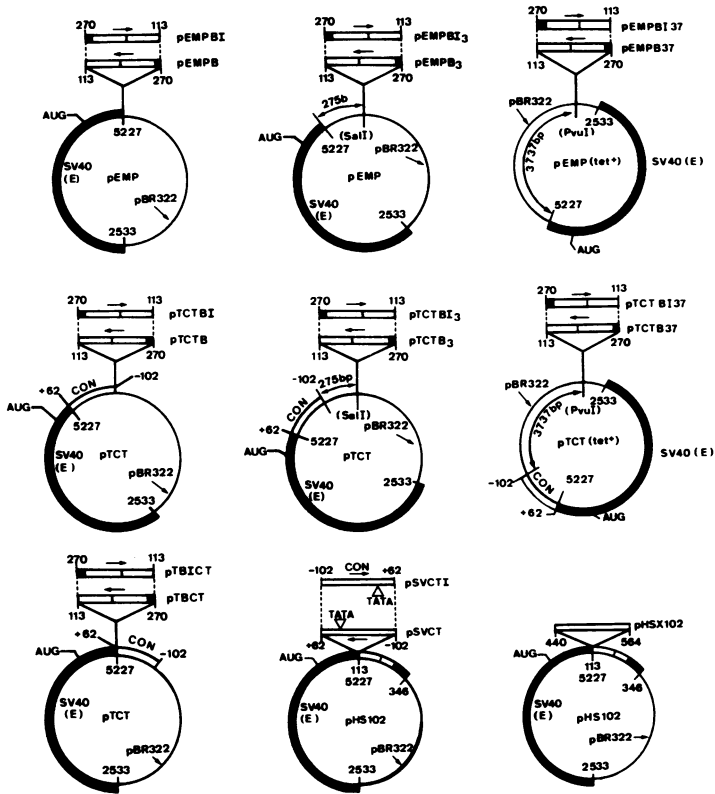 270 113
pEMPBI
pEMPB
113 270
AUG
5227
SV40
(E)
pEMP
pBR322
2533
270 113
pEMPBI3
pEMPB3
113 270
275b
AUG
(SalI)
5227
pBR322
pEMP
SV40
(E)
2533
270 113
pEMPBI37
pEMPB37
113 270
pBR322
(PvuI)
2533
3737bp
pEMP(tet+)
SV40(E)
5227
AUG
270 113
pTCTBI
pTCTB
113 270
CON
-102
+62
AUG
5227
pTCT
SV40
(E)
pBR322
2533
270 113
pTCTBI3
pTCTB3
113 270
-102
275bp
CON
(SalI)
+62
5227
pBR322
AUG
pTCT
SV40
(E)
2533
270 113
pTCTBI37
pTCTB37
113 270
pBR322
(PvuI)
2533
3737bp
pTCT(tet+)
SV40(E)
-102
CON
5227
+62
AUG
270 113
pTBICT
pTBCT
113 270
+62
CON
-102
AUG
5227
SV40
(E)
pTCT
pBR322
2533
-102 CON +62
pSVCTI
TATA
TATA
pSVCT
+62 -102
AUG
113
5227
346
SV40
(E)
pHS102
pBR322
2533
pHSX102
440 564
AUG
113
5227
346
SV40
(E)
pHS102
pBR322
2533